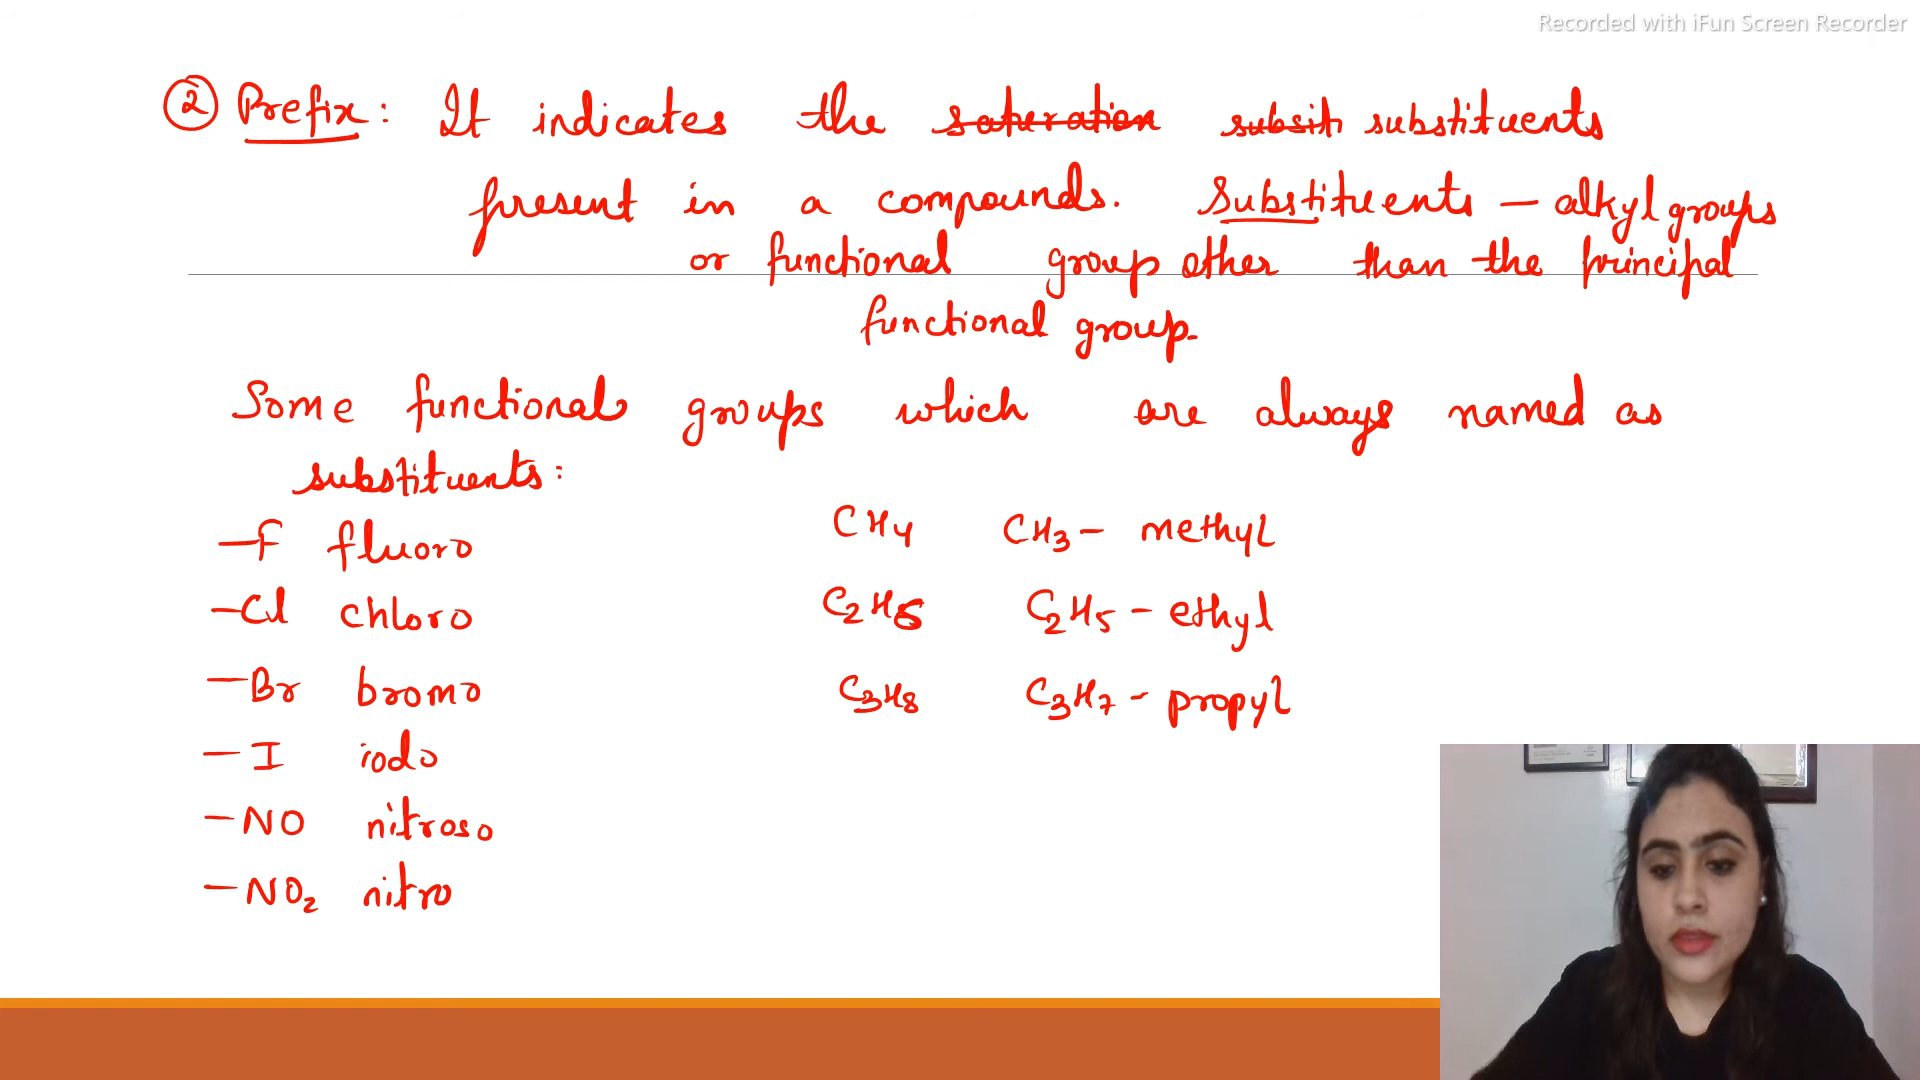 Recorded with iFun Screen Recorder
② Prefix: It indicates the saturation subsit substituents
present in a compounds. Substituents – alkyl groups
or functional group other than the principal
functional group.
Some functional groups which are always named as
substituents:
–F fluoro
–Cl chloro
–Br bromo
–I iodo
–NO nitroso
–NO₂ nitro
CH₄ CH₃– methyl
C₂H₆ C₂H₅– ethyl
C₃H₈ C₃H₇– propyl